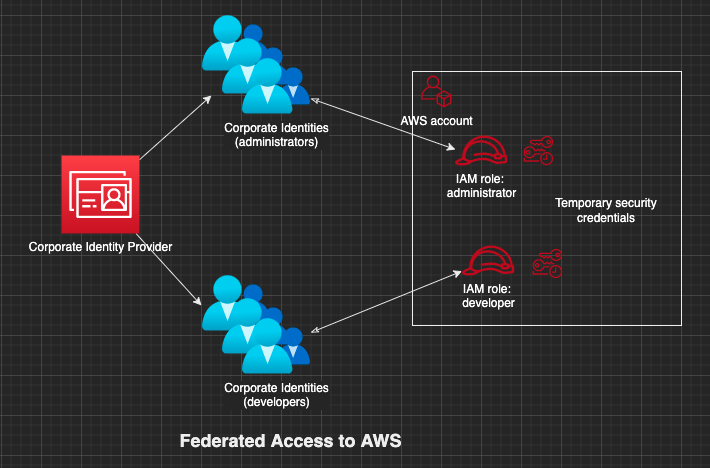 Corporate Identities
(administrators)
AWS account
IAM role:
administrator
Temporary security
credentials
Corporate Identity Provider
IAM role:
developer
Corporate Identities
(developers)
Federated Access to AWS